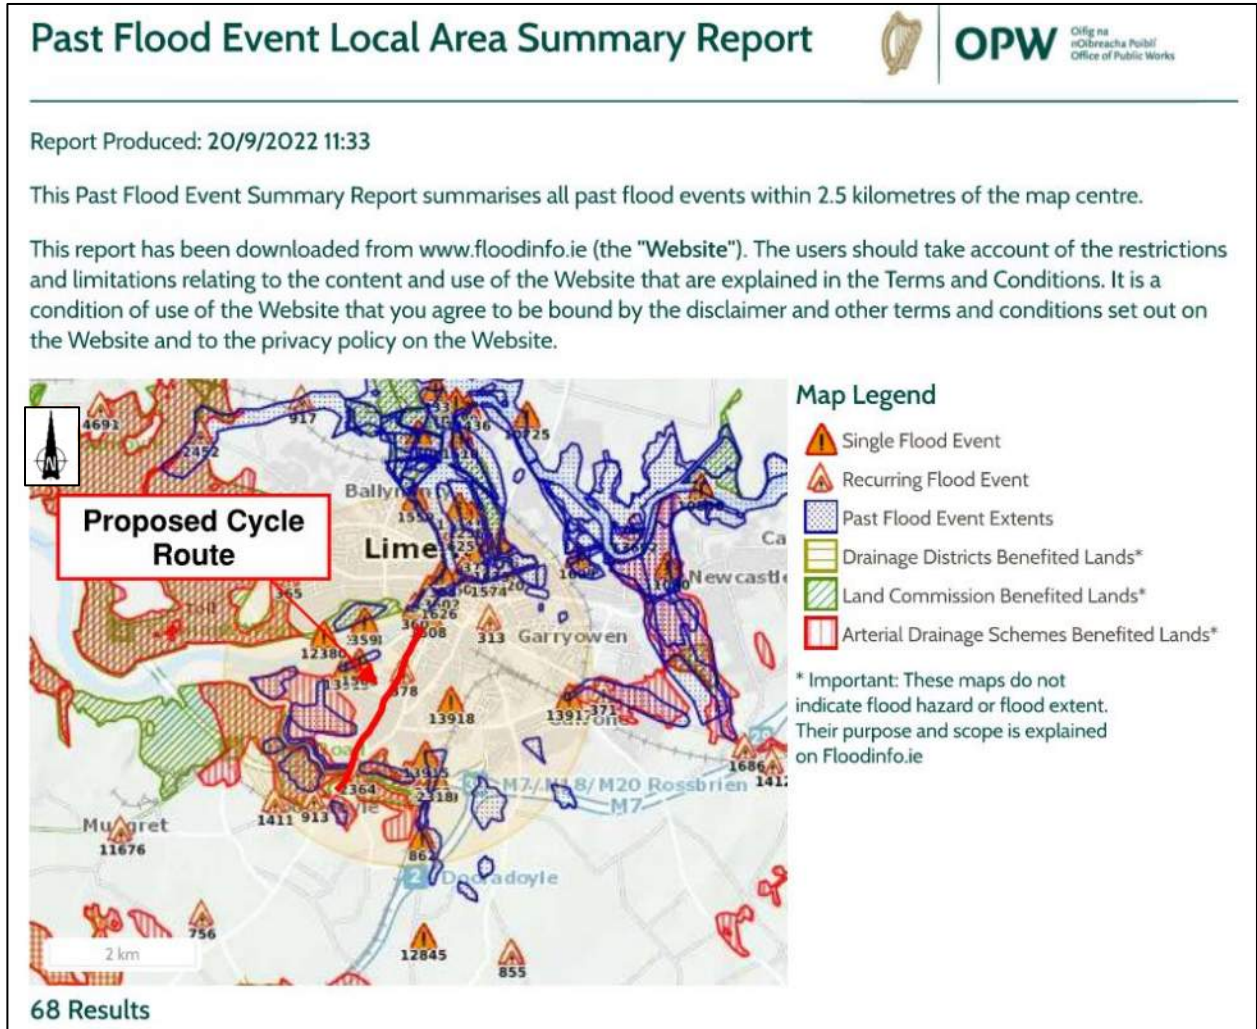 Past Flood Event Local Area Summary Report
OPW
Oifig na
nOibreacha Poiblí
Office of Public Works
Report Produced: 20/9/2022 11:33
This Past Flood Event Summary Report summarises all past flood events within 2.5 kilometres of the map centre.
This report has been downloaded from www.floodinfo.ie (the "Website"). The users should take account of the restrictions
and limitations relating to the content and use of the Website that are explained in the Terms and Conditions. It is a
condition of use of the Website that you agree to be bound by the disclaimer and other terms and conditions set out on
the Website and to the privacy policy on the Website.
N
4691
917
2452
Proposed Cycle
Route
Lime
Newcastle
Garryowen
313
1574
1626
12380
13918
M7/M18/M20 Rossbrien
M7
1686
1411 913
Mungret
11676
2
Dooradoyle
756
12845
855
2 km
Map Legend
Single Flood Event
Recurring Flood Event
Past Flood Event Extents
Drainage Districts Benefited Lands*
Land Commission Benefited Lands*
Arterial Drainage Schemes Benefited Lands*
* Important: These maps do not
indicate flood hazard or flood extent.
Their purpose and scope is explained
on Floodinfo.ie
68 Results